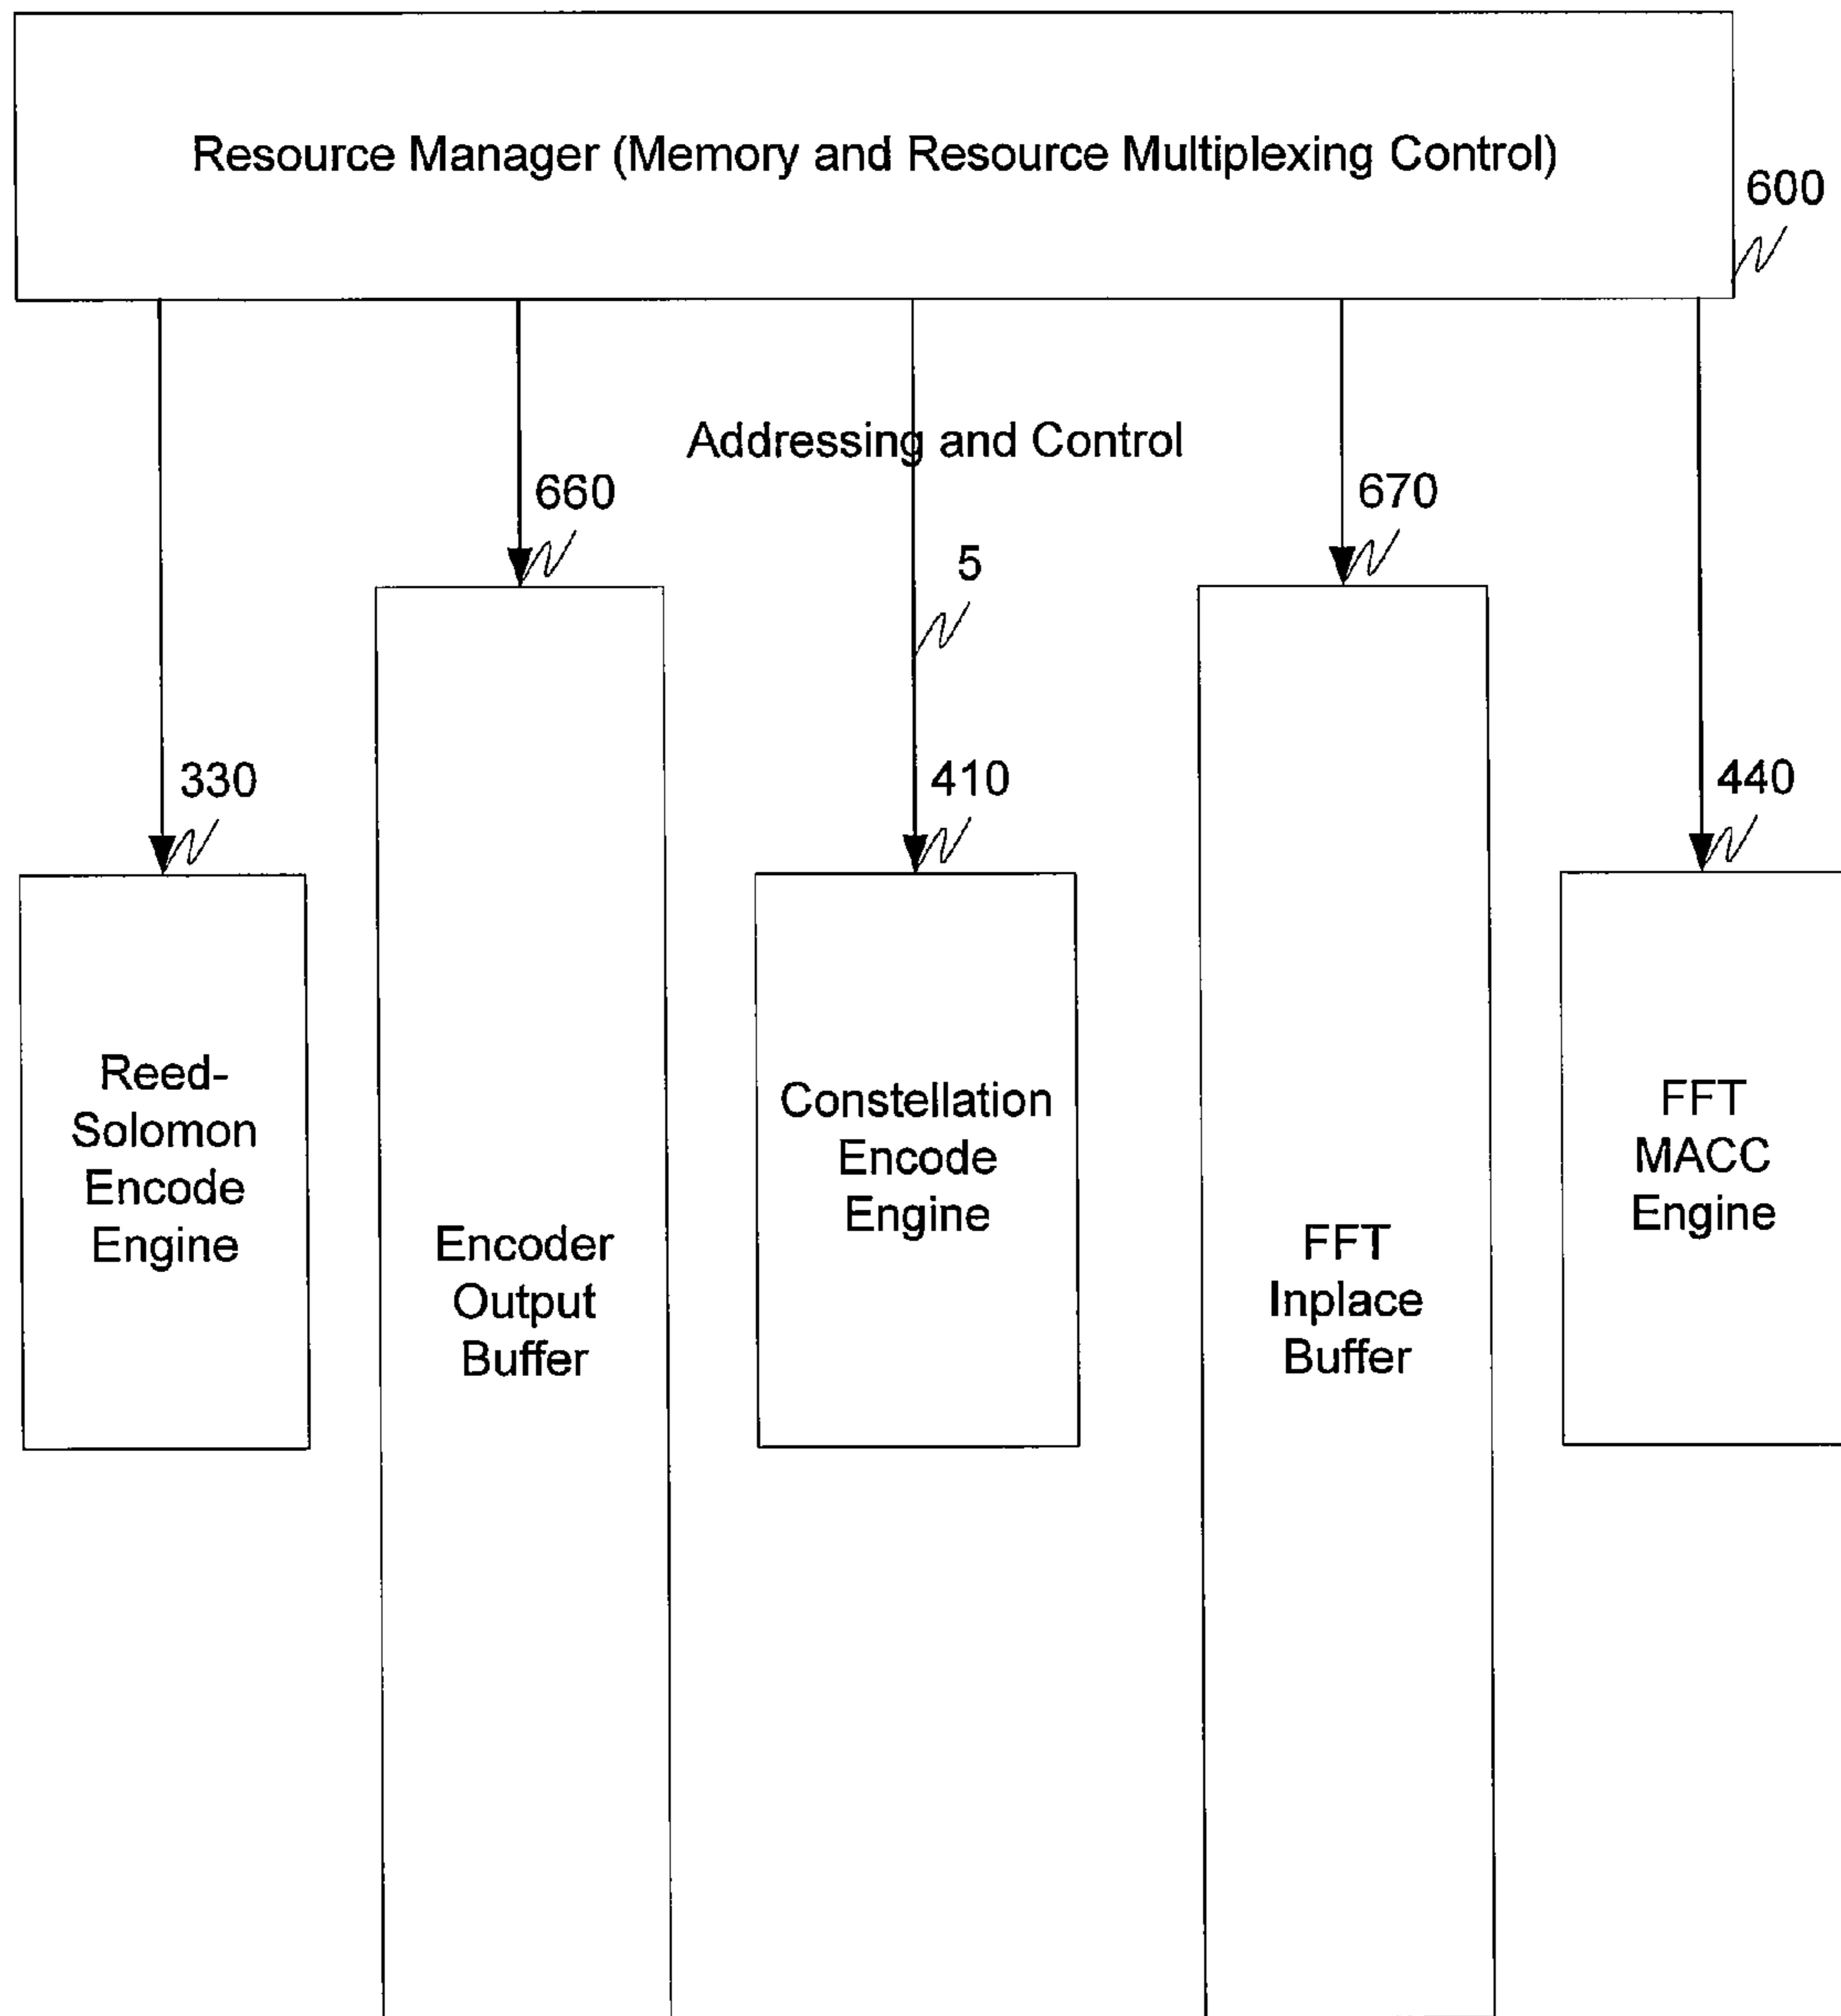 Resource Manager (Memory and Resource Multiplexing Control)
600
Addressing and Control
660
670
5
330
410
440
Reed-
Solomon
Encode
Engine
Encoder
Output
Buffer
Constellation
Encode
Engine
FFT
Inplace
Buffer
FFT
MACC
Engine